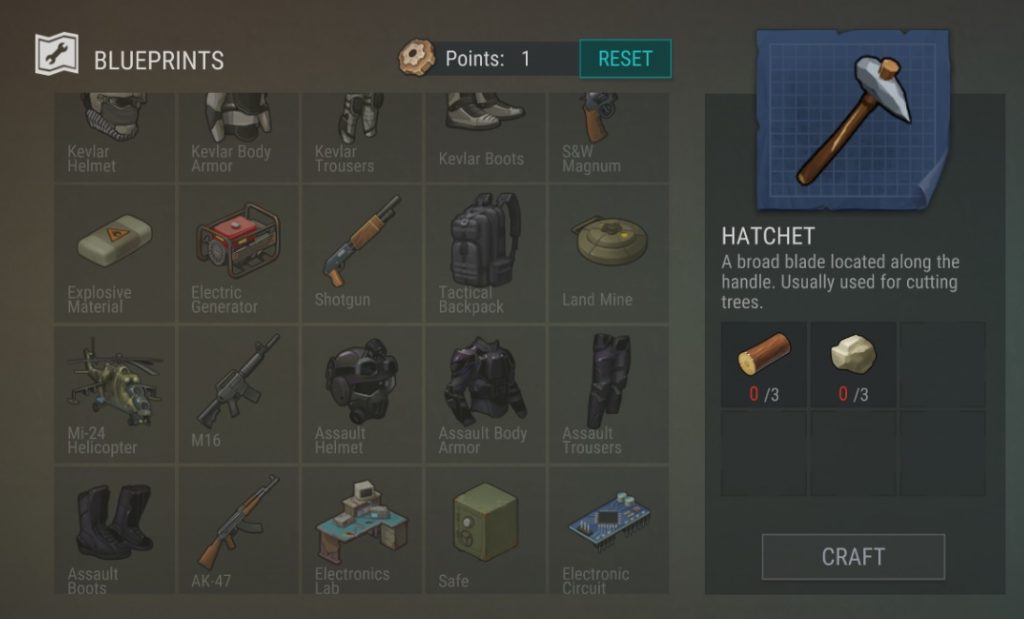 BLUEPRINTS
Points: 1
RESET
Kevlar
Helmet
Kevlar Body
Armor
Kevlar
Trousers
Kevlar Boots
S&W
Magnum
Explosive
Material
Electric
Generator
Shotgun
Tactical
Backpack
Land Mine
Mi-24
Helicopter
M16
Assault
Helmet
Assault Body
Armor
Assault
Trousers
Assault
Boots
AK-47
Electronics
Lab
Safe
Electronic
Circuit
HATCHET
A broad blade located along the
handle. Usually used for cutting
trees.
0 /3
0 /3
CRAFT